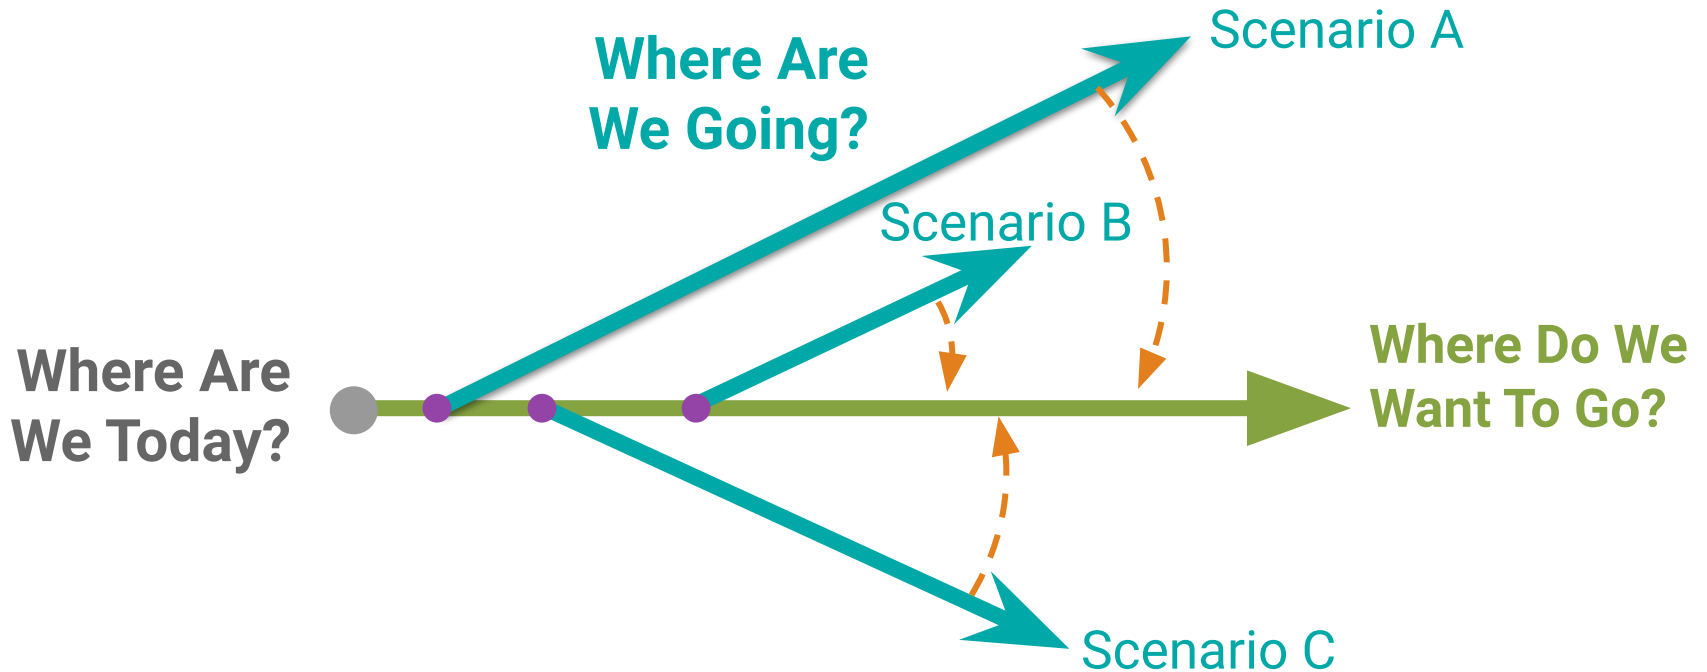 Scenario A
Where Are
We Going?
Scenario B
Where Are
We Today?
Where Do We
Want To Go?
Scenario C